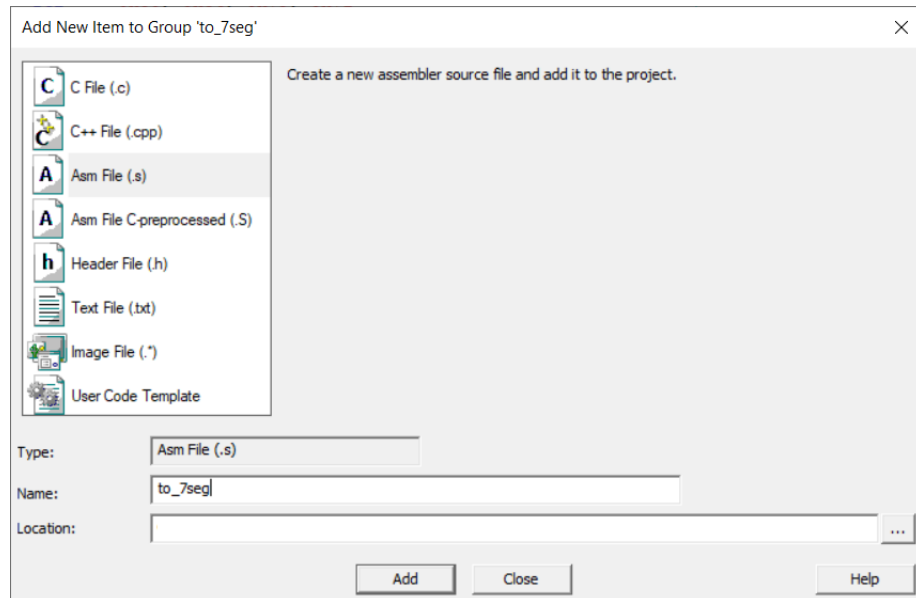 Add New Item to Group 'to_7seg'
Create a new assembler source file and add it to the project.
C File (.c)
C++ File (.cpp)
Asm File (.s)
Asm File C-preprocessed (.S)
Header File (.h)
Text File (.txt)
Image File (.*)
User Code Template
Type:
Asm File (.s)
Name:
to_7seg
Location:
...
Add
Close
Help